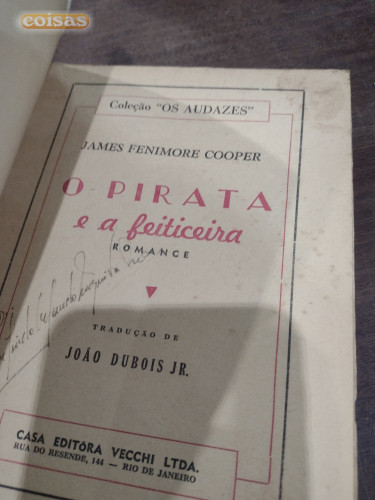 coisas
Coleção "OS AUDAZES"
JAMES FENIMORE COOPER
O PIRATA
e a feiticeira
ROMANCE
TRADUÇÃO DE
JOÃO DUBOIS JR.
CASA EDITÔRA VECCHI LTDA.
RUA DO RESENDE, 144 — RIO DE JANEIRO